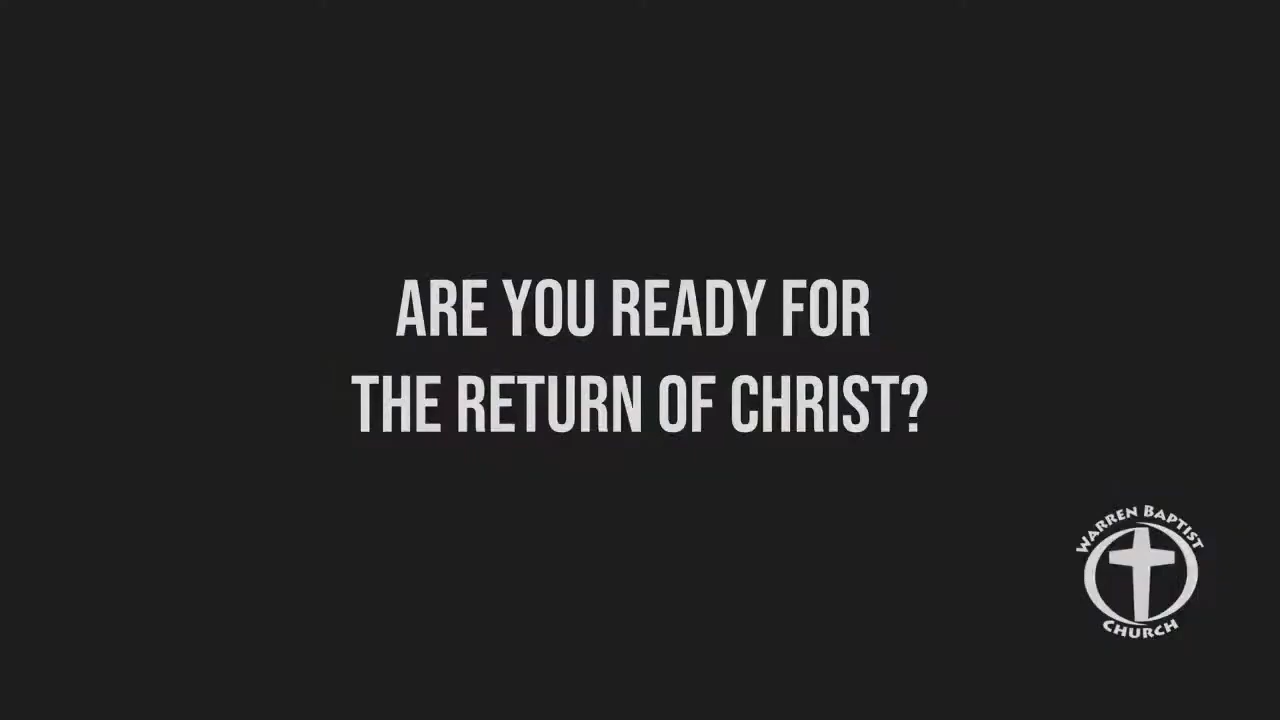 ARE YOU READY FOR
THE RETURN OF CHRIST?
WARREN BAPTIST
CHURCH